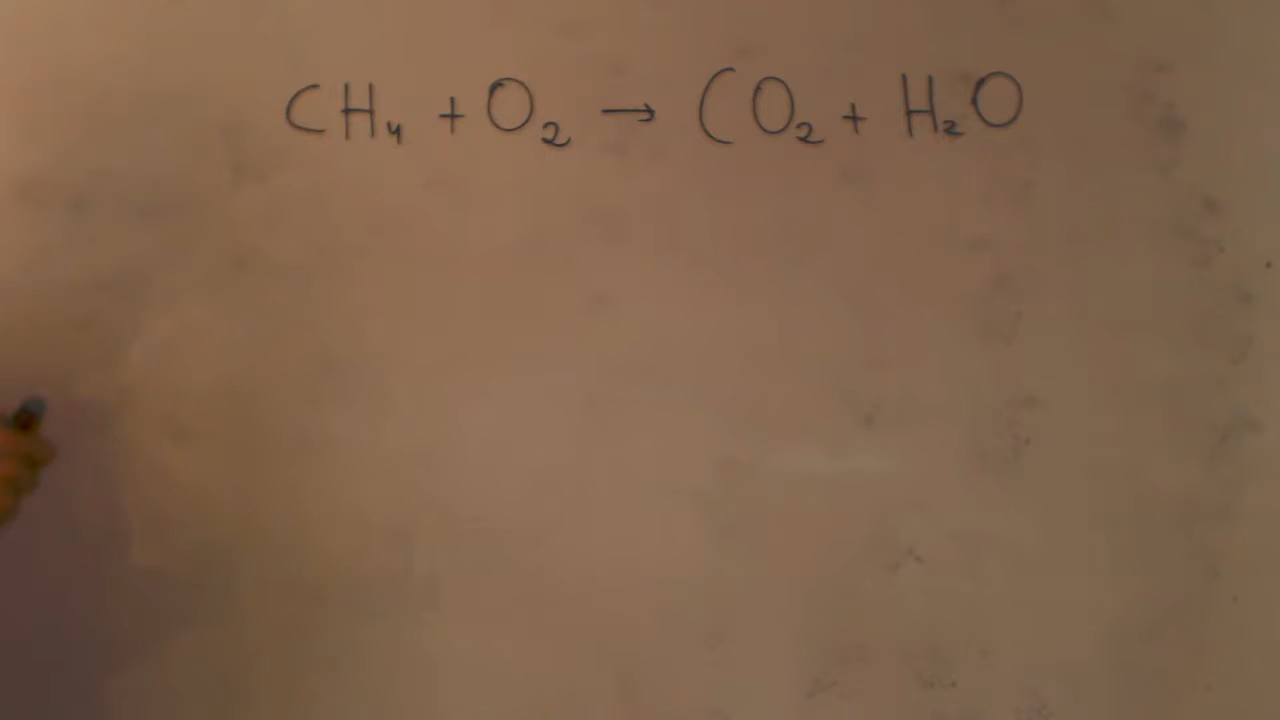 CH₄ + O₂ → CO₂ + H₂O